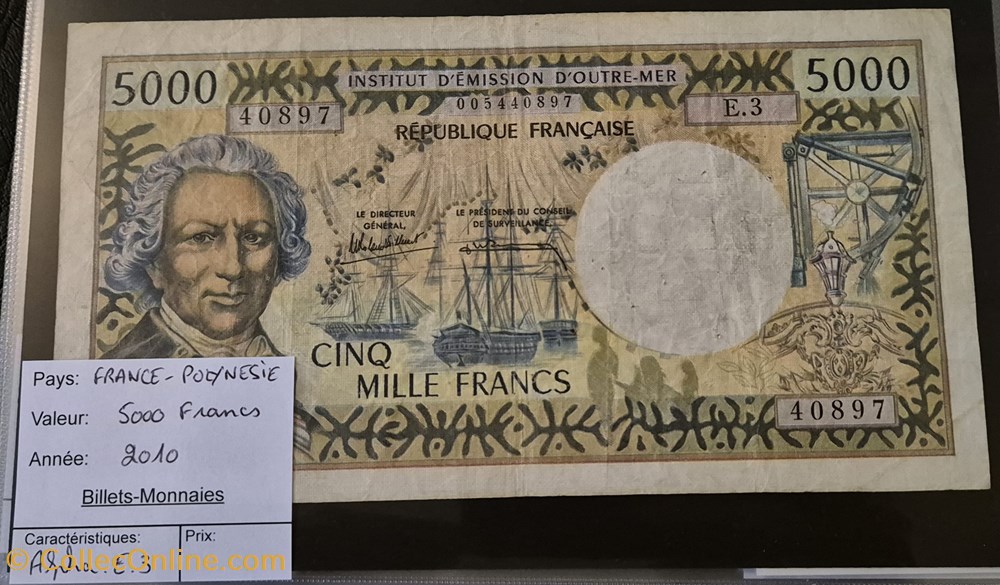 5000
INSTITUT D'ÉMISSION D'OUTRE-MER
5000
40897
005440897
E.3
RÉPUBLIQUE FRANÇAISE
LE DIRECTEUR
GÉNÉRAL,
LE PRÉSIDENT DU CONSEIL
DE SURVEILLANCE,
CINQ
MILLE FRANCS
40897
Pays: FRANCE - POLYNESIE
Valeur: 5000 Francs
Année: 2010
Billets-Monnaies
Caractéristiques:
Prix:
Alpha: E.3
© CollecOnline.com